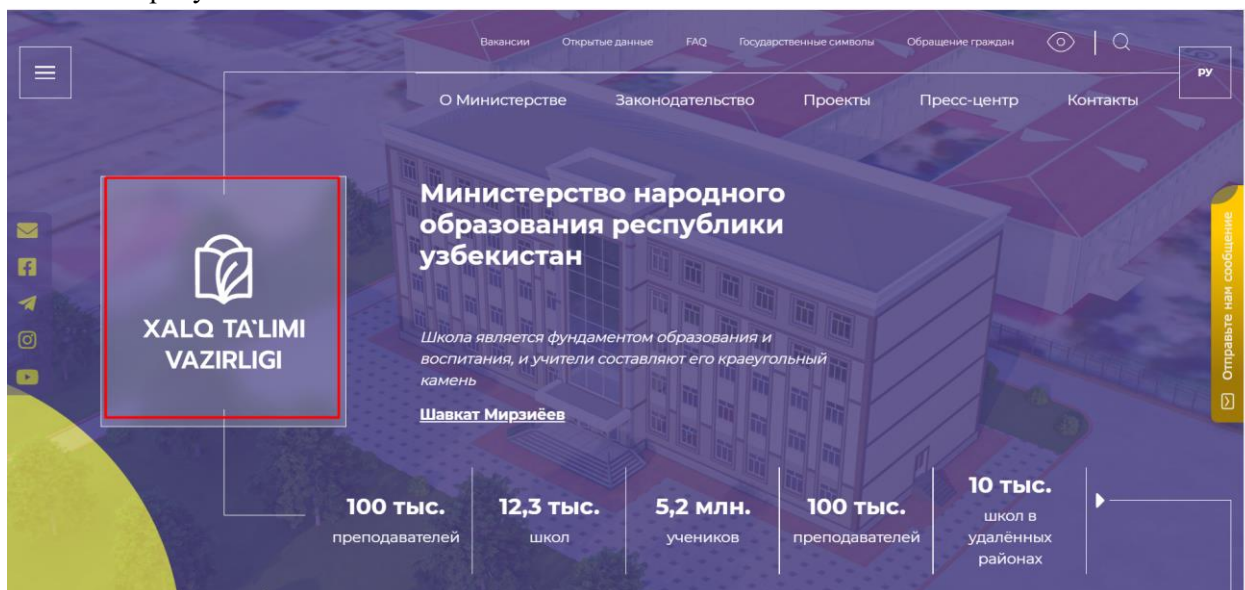 Вакансии Открытые данные FAQ Государственные символы Обращение граждан
РУ
О Министерстве Законодательство Проекты Пресс-центр Контакты
XALQ TA`LIMI
VAZIRLIGI
Министерство народного
образования республики
узбекистан
Школа является фундаментом образования и
воспитания, и учители составляют его краеугольный
камень
Шавкат Мирзиёев
Отправьте нам сообщение
100 тыс.
преподавателей
12,3 тыс.
школ
5,2 млн.
учеников
100 тыс.
преподавателей
10 тыс.
школ в
удалённых
районах